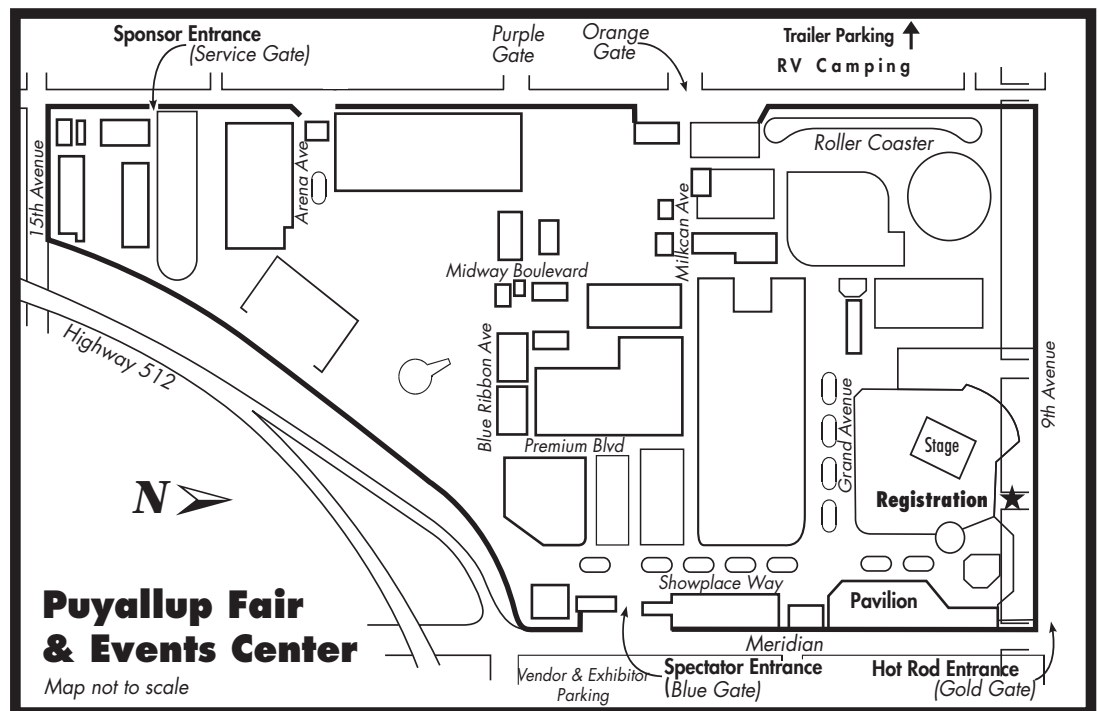 Sponsor Entrance
(Service Gate)
Purple
Gate
Orange
Gate
Trailer Parking
RV Camping
15th Avenue
Arena Ave
Roller Coaster
Milkcan Ave
Midway Boulevard
Highway 512
Blue Ribbon Ave
Premium Blvd
Grand Avenue
9th Avenue
Stage
Registration
N
Showplace Way
Pavilion
Puyallup Fair
& Events Center
Map not to scale
Meridian
Vendor & Exhibitor
Parking
Spectator Entrance
(Blue Gate)
Hot Rod Entrance
(Gold Gate)